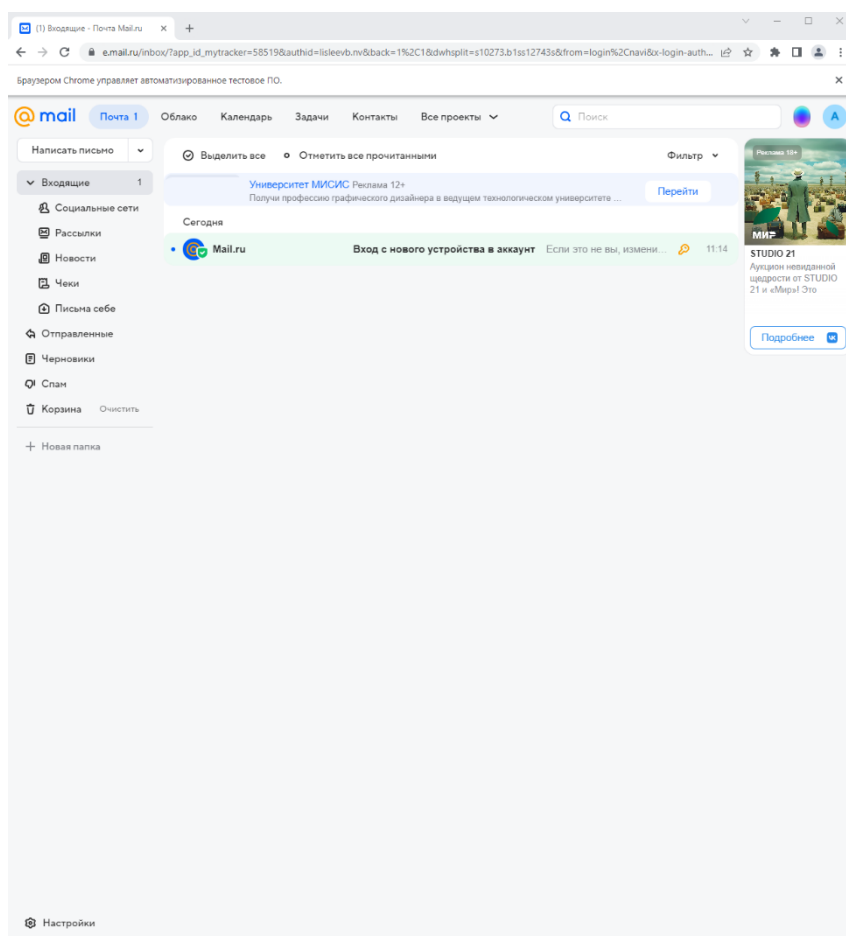 (1) Входящие - Почта Mail.ru
e.mail.ru/inbox/?app_id_mytracker=58519&authid=lisleevb.nv&back=1%2C1&dwhsplit=s10273.b1ss12743s&from=login%2Cnavi&x-login-auth...
Браузером Chrome управляет автоматизированное тестовое ПО.
mail Почта 1 Облако Календарь Задачи Контакты Все проекты Поиск А
Написать письмо Выделить все Отметить все прочитанными Фильтр
Реклама 18+
Входящие 1
Университет МИСИС Реклама 12+
Получи профессию графического дизайнера в ведущем технологическом университете ...
Перейти
Социальные сети
Рассылки
Новости
Чеки
Письма себе
Отправленные
Черновики
Спам
Корзина Очистить
Новая папка
Сегодня
Mail.ru Вход с нового устройства в аккаунт Если это не вы, измени... 11:14
МИР
STUDIO 21
Аукцион невиданной
щедрости от STUDIO
21 и «Мир»! Это
Подробнее
Настройки